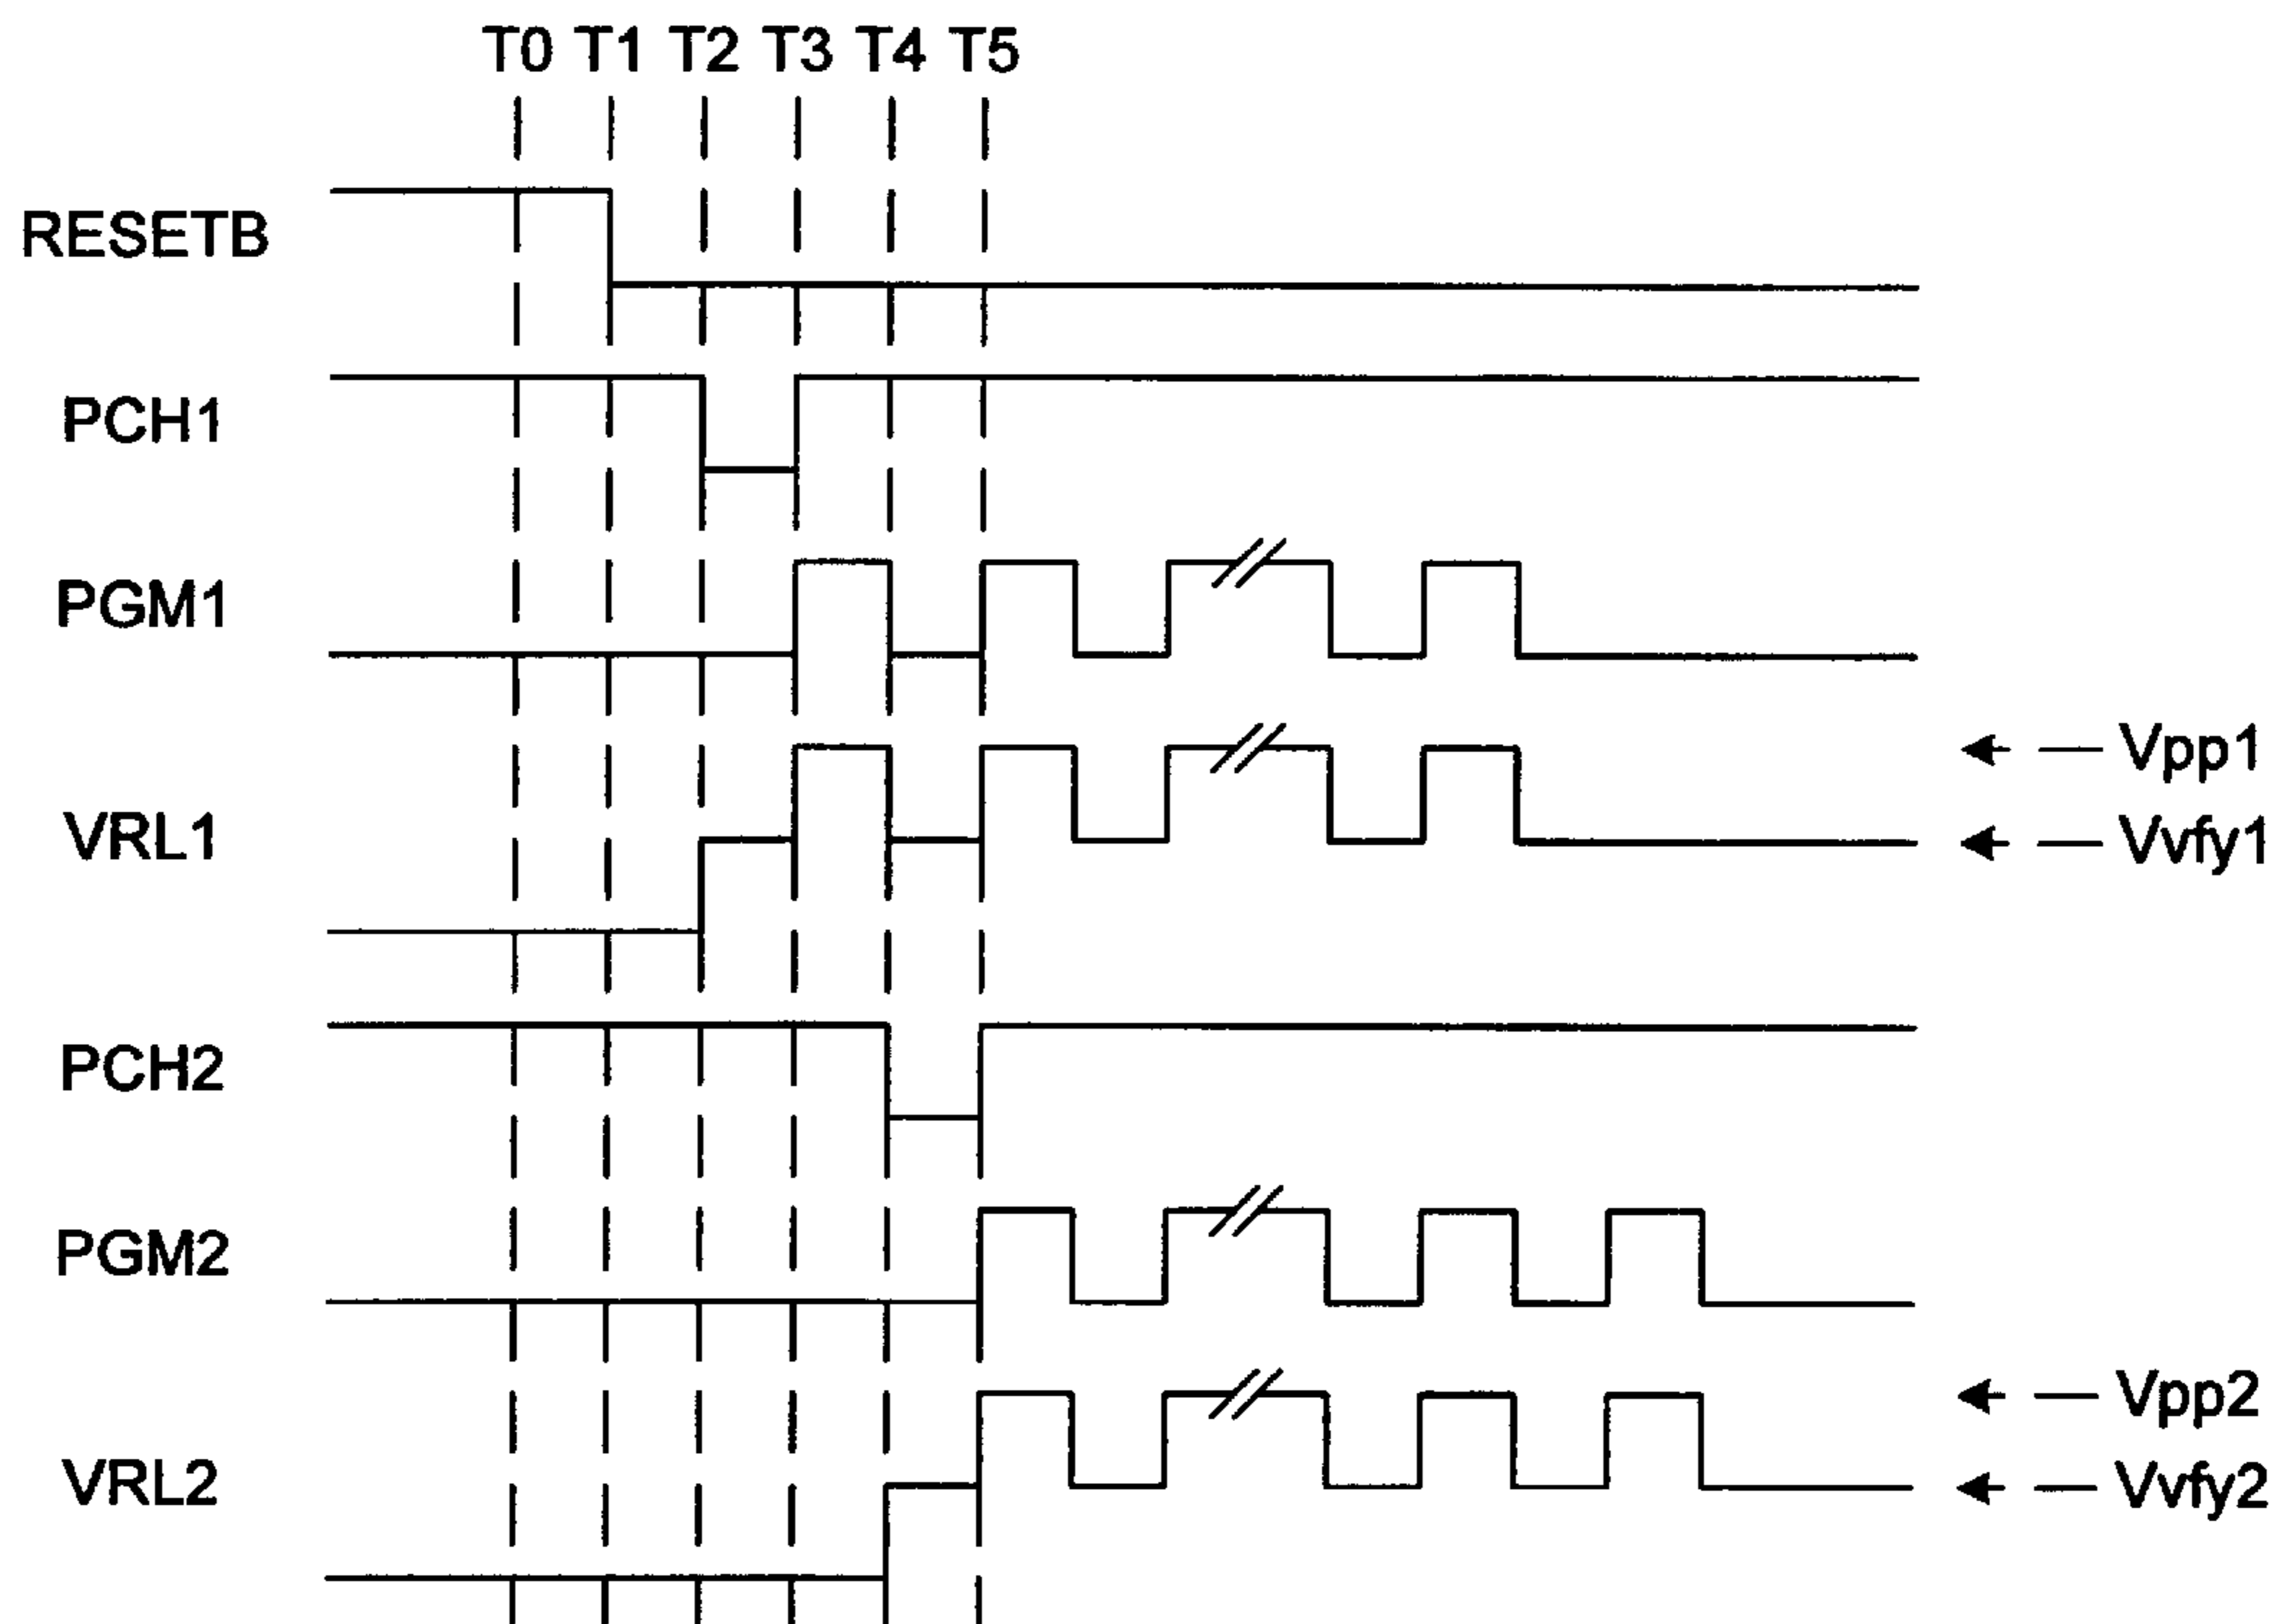 T0 T1 T2 T3 T4 T5
RESETB
PCH1
PGM1
Vpp1
VRL1
Vvfy1
PCH2
PGM2
Vpp2
VRL2
Vvfy2